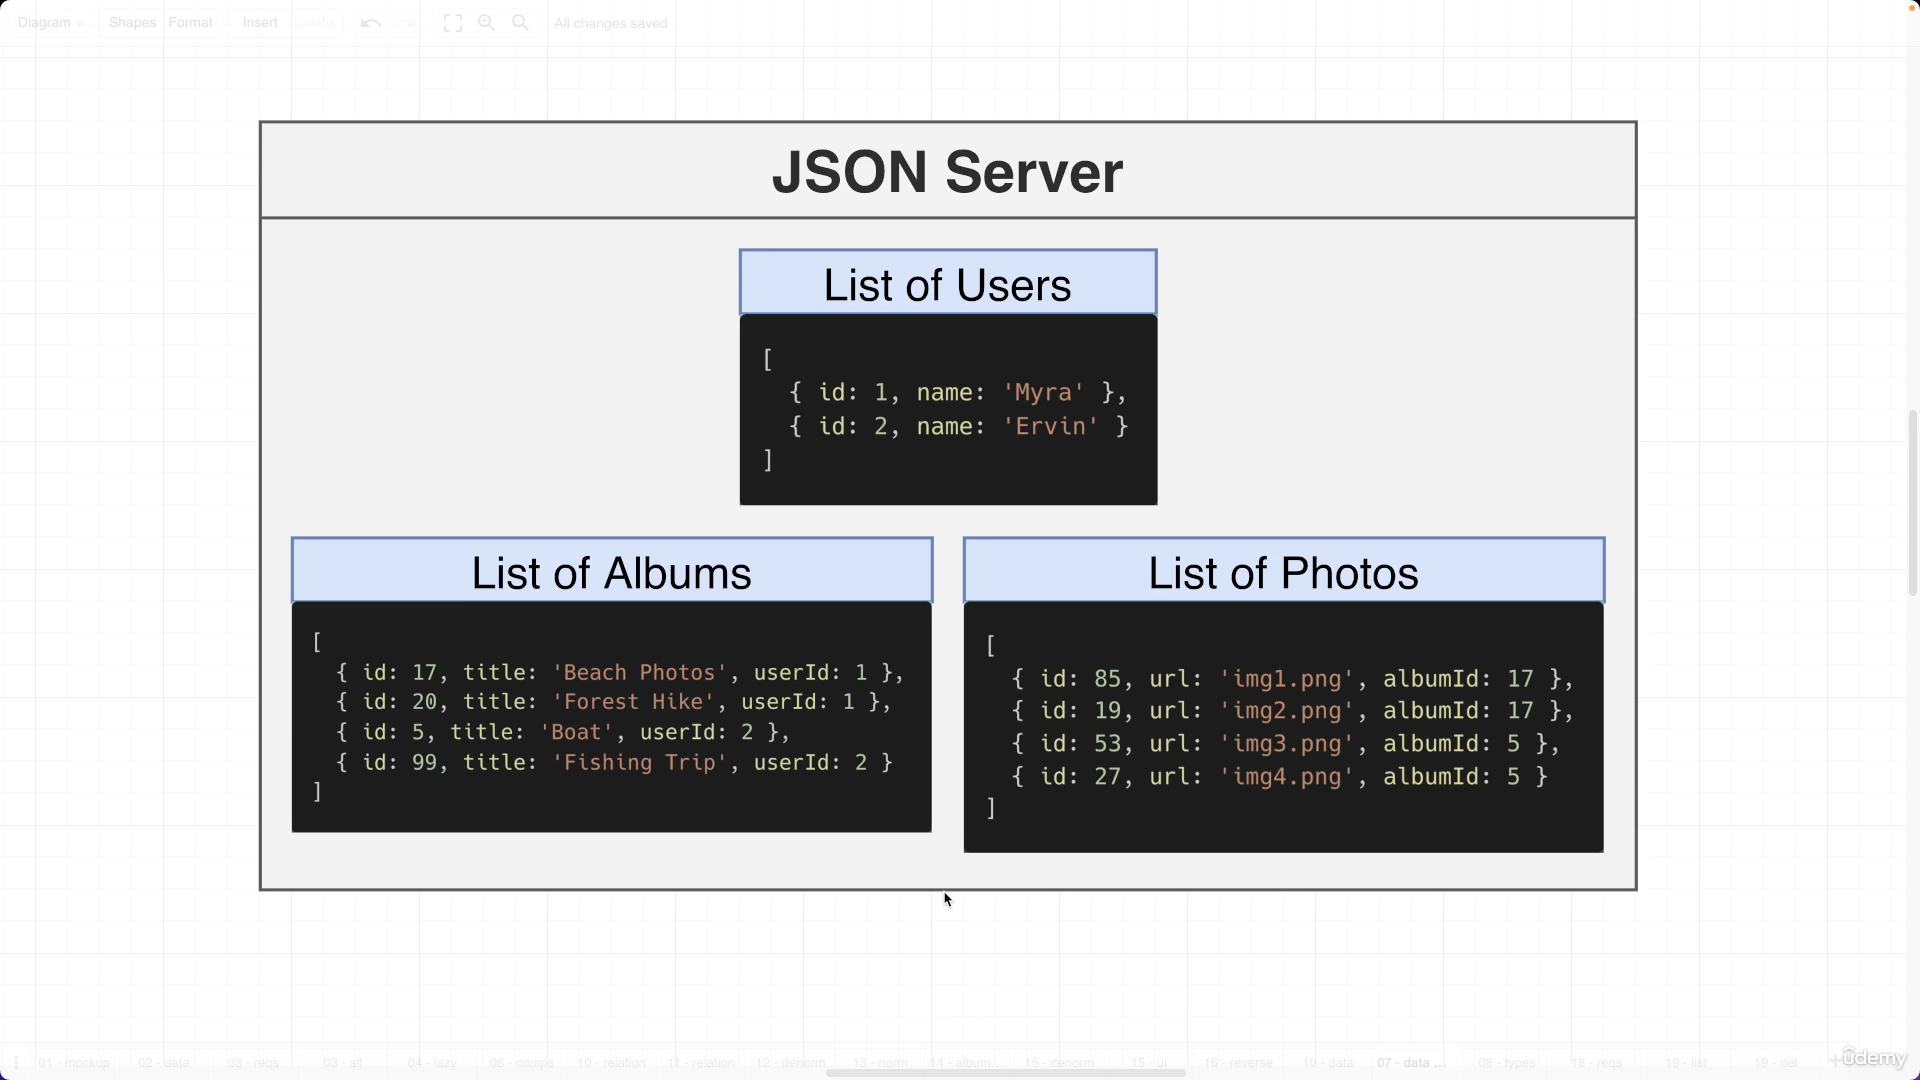 Diagram Shapes Format Insert Delete All changes saved
JSON Server
List of Users
[
{ id: 1, name: 'Myra' },
{ id: 2, name: 'Ervin' }
]
List of Albums
[
{ id: 17, title: 'Beach Photos', userId: 1 },
{ id: 20, title: 'Forest Hike', userId: 1 },
{ id: 5, title: 'Boat', userId: 2 },
{ id: 99, title: 'Fishing Trip', userId: 2 }
]
List of Photos
[
{ id: 85, url: 'img1.png', albumId: 17 },
{ id: 19, url: 'img2.png', albumId: 17 },
{ id: 53, url: 'img3.png', albumId: 5 },
{ id: 27, url: 'img4.png', albumId: 5 }
]
01 - mockup 02 - data 03 - reqs 03 - all 04 - lazy 06 - comps 10 - relation 11 - relation 12 - denorm 13 - norm 14 - album... 15 - denorm 15 - ui 16 - reverse 10 - data 07 - data ... 08 - types 18 - reqs 19 - list 19 - del
ûdemy